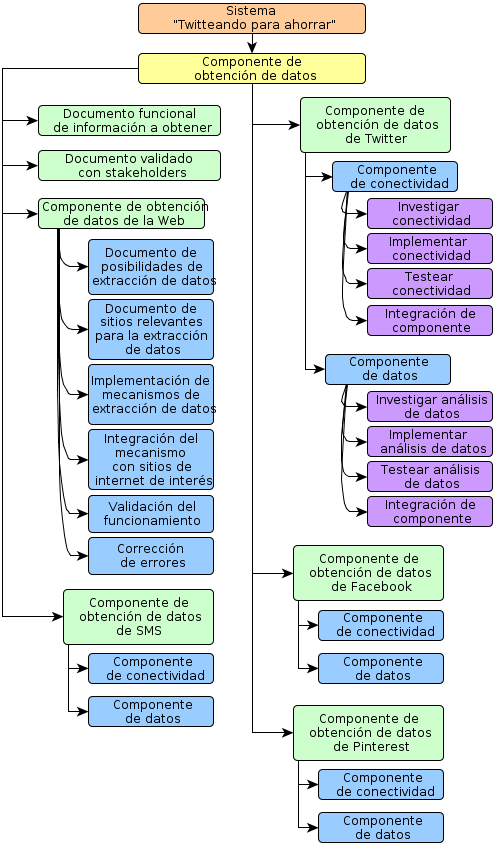 Sistema
"Twitteando para ahorrar"
Componente de
obtención de datos
Documento funcional
de información a obtener
Documento validado
con stakeholders
Componente de obtención
de datos de la Web
Documento de
posibilidades de
extracción de datos
Documento de
sitios relevantes
para la extracción
de datos
Implementación de
mecanismos de
extracción de datos
Integración del
mecanismo
con sitios de
internet de interés
Validación del
funcionamiento
Corrección
de errores
Componente de
obtención de datos
de SMS
Componente
de conectividad
Componente
de datos
Componente de
obtención de datos
de Twitter
Componente
de conectividad
Investigar
conectividad
Implementar
conectividad
Testear
conectividad
Integración de
componente
Componente
de datos
Investigar análisis
de datos
Implementar
análisis de datos
Testear análisis
de datos
Integración de
componente
Componente de
obtención de datos
de Facebook
Componente
de conectividad
Componente
de datos
Componente de
obtención de datos
de Pinterest
Componente
de conectividad
Componente
de datos